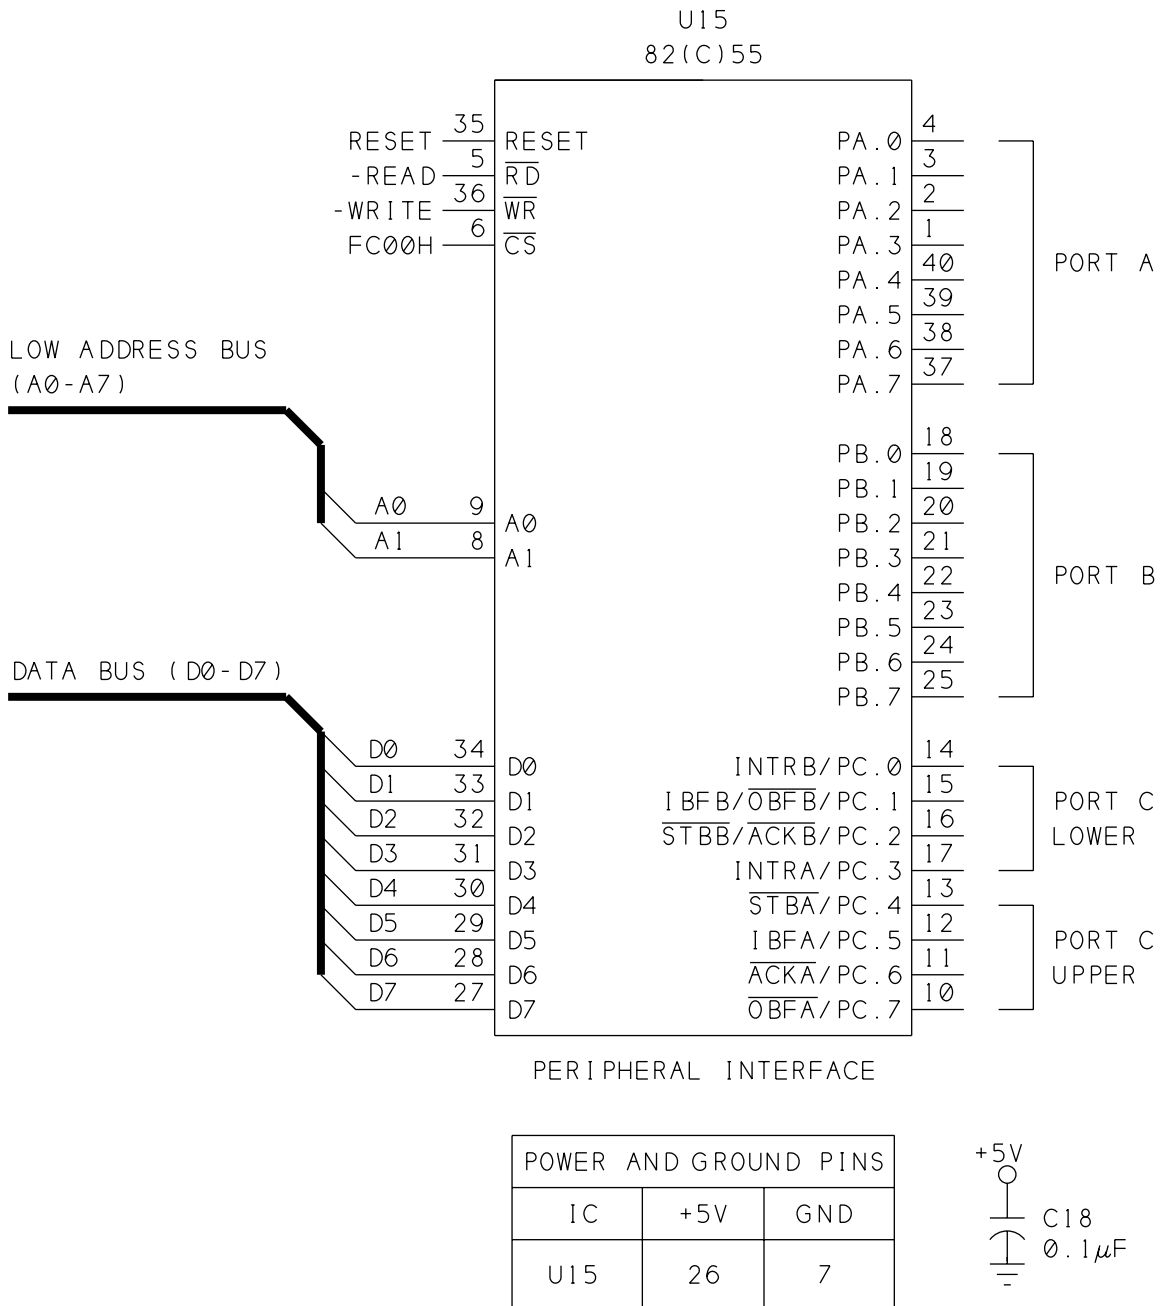 U15
82(C)55
RESET 35 RESET PA.0 4
-READ 5 RD PA.1 3
-WRITE 36 WR PA.2 2
FC00H 6 CS PA.3 1
PA.4 40
PORT A
PA.5 39
PA.6 38
PA.7 37
LOW ADDRESS BUS
(A0-A7)
PB.0 18
PB.1 19
A0 9 A0 PB.2 20
A1 8 A1 PB.3 21
PORT B
PB.4 22
PB.5 23
PB.6 24
PB.7 25
DATA BUS (D0-D7)
D0 34 D0 INTRB/PC.0 14
D1 33 D1 IBFB/OBFB/PC.1 15 PORT C
D2 32 D2 STBB/ACKB/PC.2 16 LOWER
D3 31 D3 INTRA/PC.3 17
D4 30 D4 STBA/PC.4 13
D5 29 D5 IBFA/PC.5 12 PORT C
D6 28 D6 ACKA/PC.6 11 UPPER
D7 27 D7 OBFA/PC.7 10
PERIPHERAL INTERFACE
POWER AND GROUND PINS
IC +5V GND
U15 26 7
+5V
C18
0.1µF